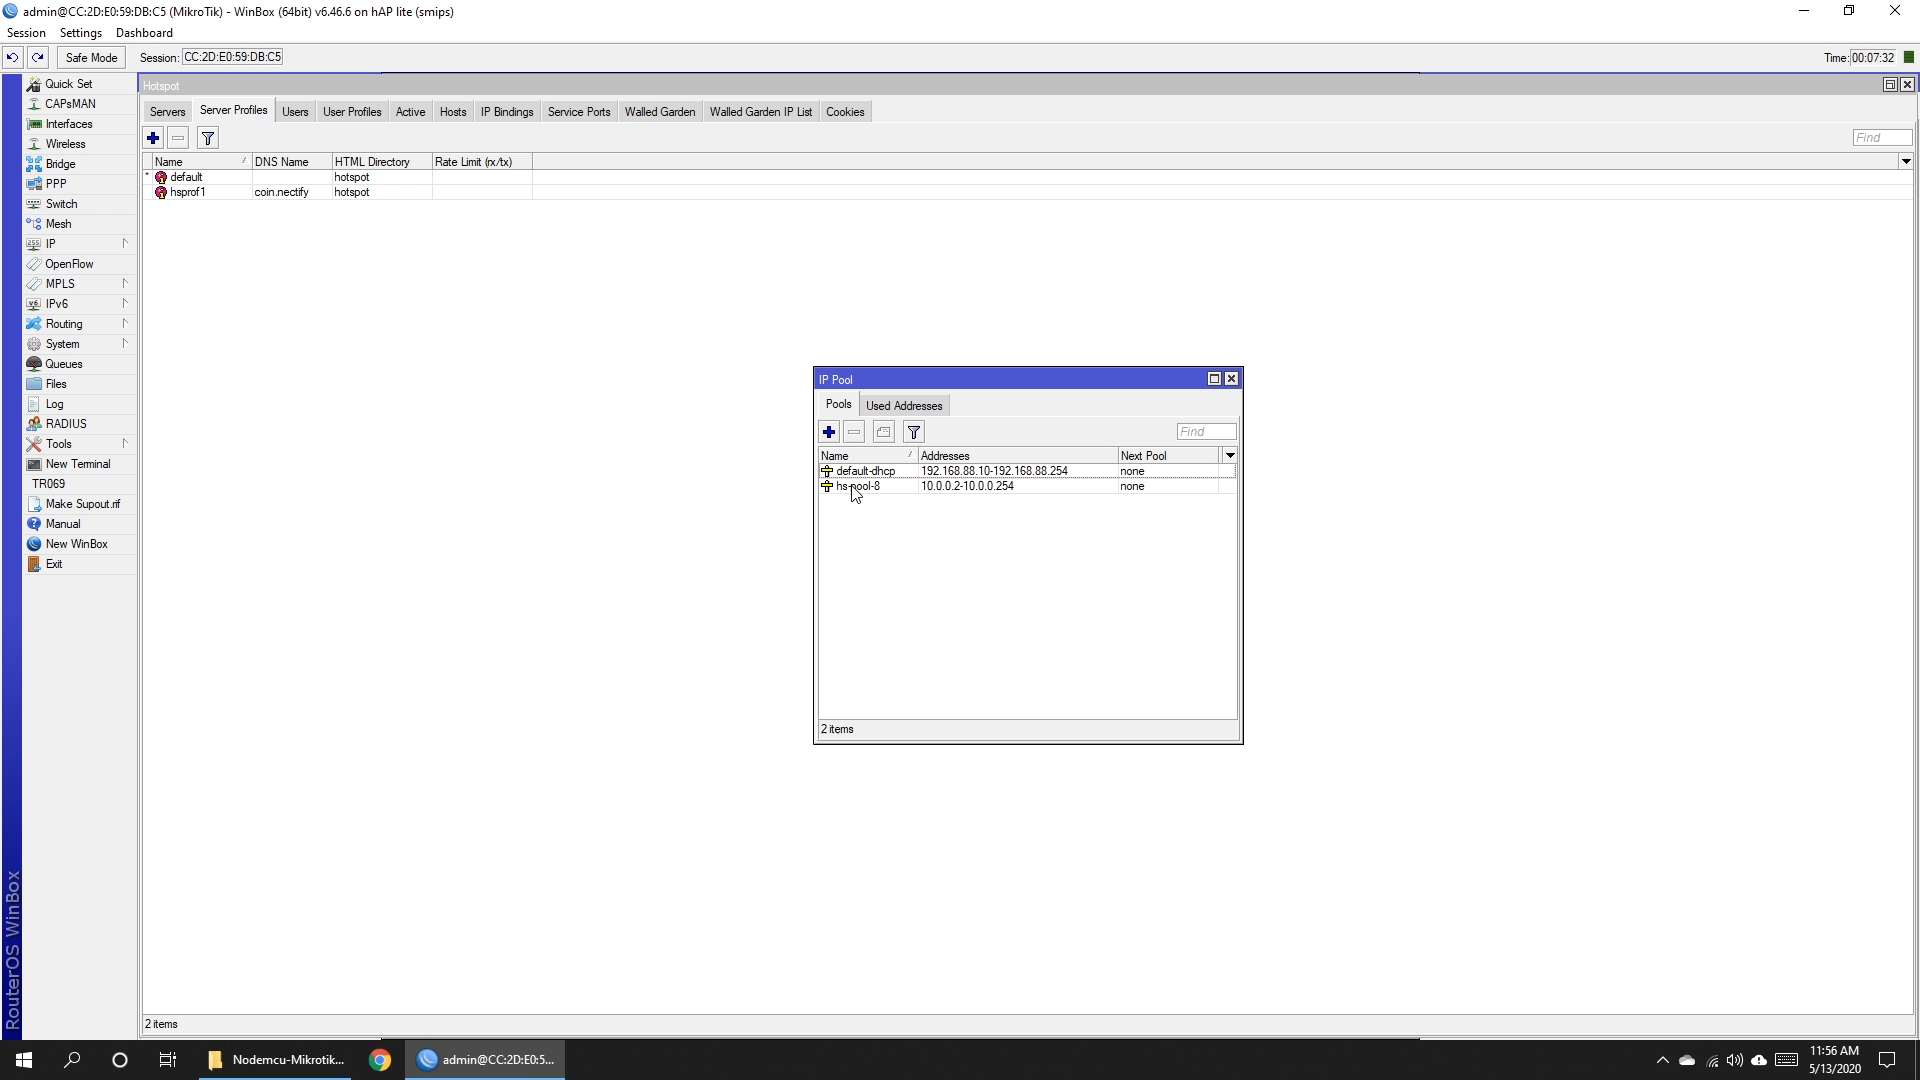 admin@CC:2D:E0:59:DB:C5 (MikroTik) - WinBox (64bit) v6.46.6 on hAP lite (smips)
Session Settings Dashboard
Safe Mode Session: CC:2D:E0:59:DB:C5 Time: 00:07:32
Quick Set
CAPsMAN
Interfaces
Wireless
Bridge
PPP
Switch
Mesh
IP
OpenFlow
MPLS
IPv6
Routing
System
Queues
Files
Log
RADIUS
Tools
New Terminal
TR069
Make Supout.rif
Manual
New WinBox
Exit
RouterOS WinBox
Hotspot
Servers Server Profiles Users User Profiles Active Hosts IP Bindings Service Ports Walled Garden Walled Garden IP List Cookies
Find
Name DNS Name HTML Directory Rate Limit (rx/tx)
* default hotspot
hsprof1 coin.nectify hotspot
IP Pool
Pools Used Addresses
Find
Name Addresses Next Pool
default-dhcp 192.168.88.10-192.168.88.254 none
hs-pool-8 10.0.0.2-10.0.0.254 none
2 items
2 items
Nodemcu-Mikrotik... admin@CC:2D:E0:5... 11:56 AM
5/13/2020